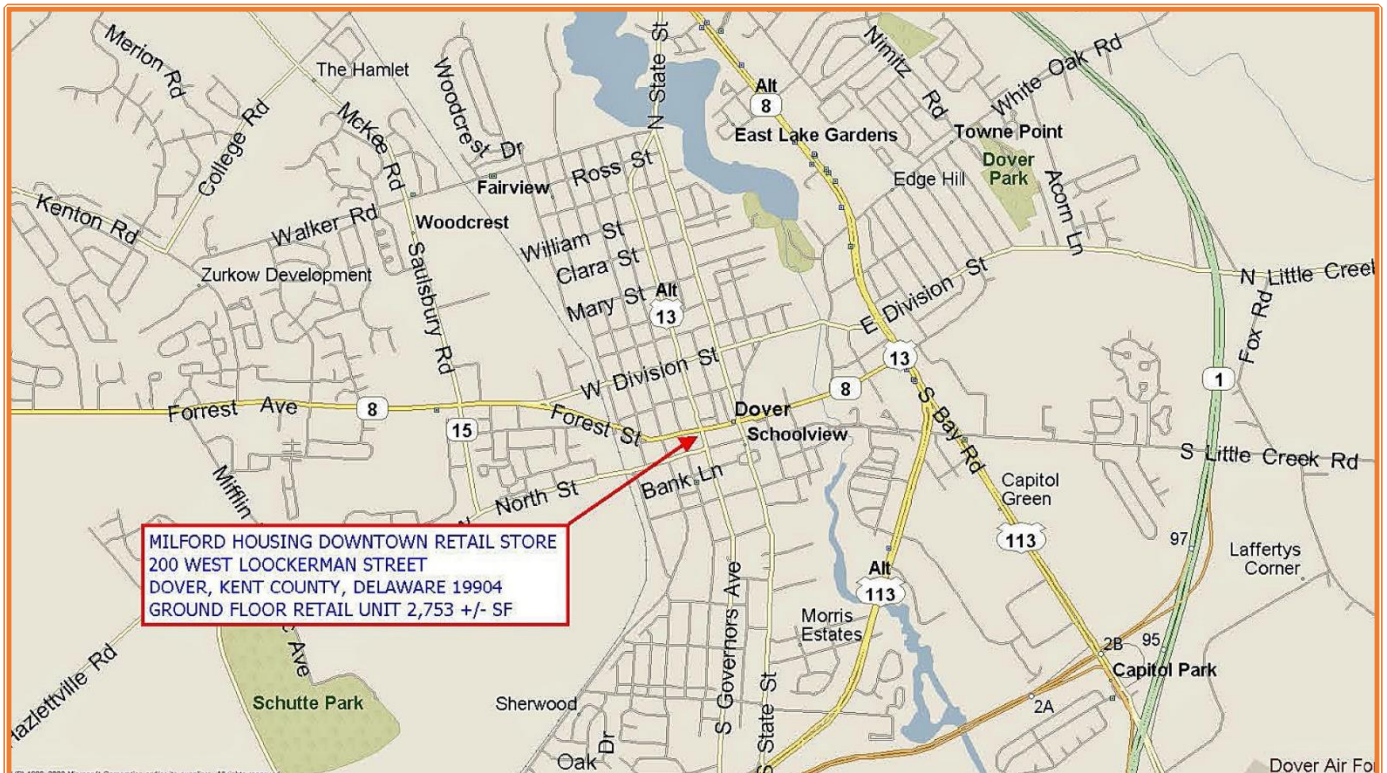 Merion Rd
The Hamlet
Woodcrest Dr
N State St
Alt
8
Nimitz Rd
White Oak Rd
College Rd
McKee Rd
East Lake Gardens
Towne Point
Dover
Park
Fairview
Ross St
Edge Hill
Acorn Ln
Kenton Rd
Walker Rd
Woodcrest
William St
Clara St
Zurkow Development
Saulsbury Rd
Mary St
Alt
13
E Division St
N Little Creek
Fox Rd
W Division St
13
1
8
Forrest Ave
8
Forest St
Dover
Schoolview
S Bay Rd
15
S Little Creek Rd
Mifflin
North St
Bank Ln
Capitol
Green
MILFORD HOUSING DOWNTOWN RETAIL STORE
200 WEST LOOCKERMAN STREET
DOVER, KENT COUNTY, DELAWARE 19904
GROUND FLOOR RETAIL UNIT 2,753 +/- SF
113
97
Laffertys
Corner
Alt
113
Morris
Estates
Ave
2B
95
Capitol Park
Hazlettville Rd
Schutte Park
Sherwood
S Governors Ave
S State St
2A
Oak Dr
Dover Air